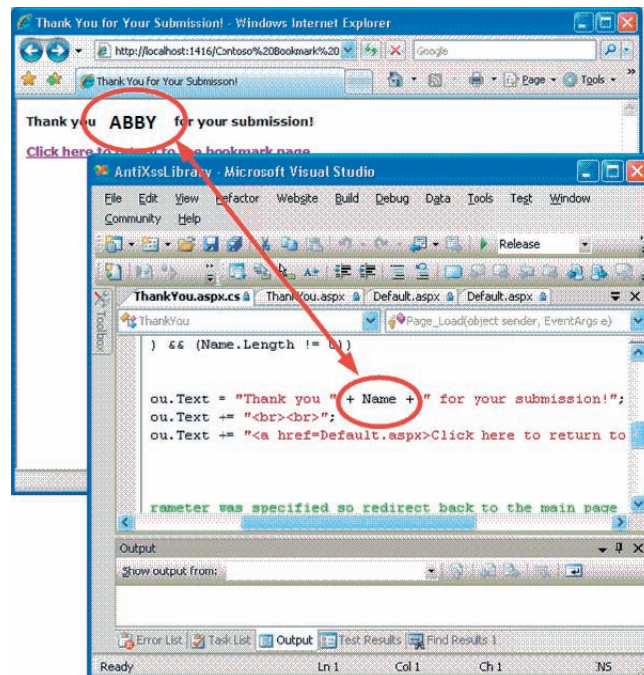 Thank You for Your Submission! - Windows Internet Explorer
http://localhost:1416/Contoso%20Bookmark%20
Google
Thank You for Your Submisson!
Page
Tools
Thank you ABBY for your submission!
Click here to return to the bookmark page
AntiXssLibrary - Microsoft Visual Studio
File Edit View Refactor Website Build Debug Data Tools Test Window
Community Help
Release
ThankYou.aspx.cs ThankYou.aspx Default.aspx Default.aspx
Toolbox
ThankYou
Page_Load(object sender, EventArgs e)
) && (Name.Length != 0))
ou.Text = "Thank you " + Name + " for your submission!";
ou.Text += "<br><br>";
ou.Text += "<a href=Default.aspx>Click here to return to
rameter was specified so redirect back to the main page
Output
Show output from:
Error List Task List Output Test Results Find Results 1
Ready Ln 1 Col 1 Ch 1 INS